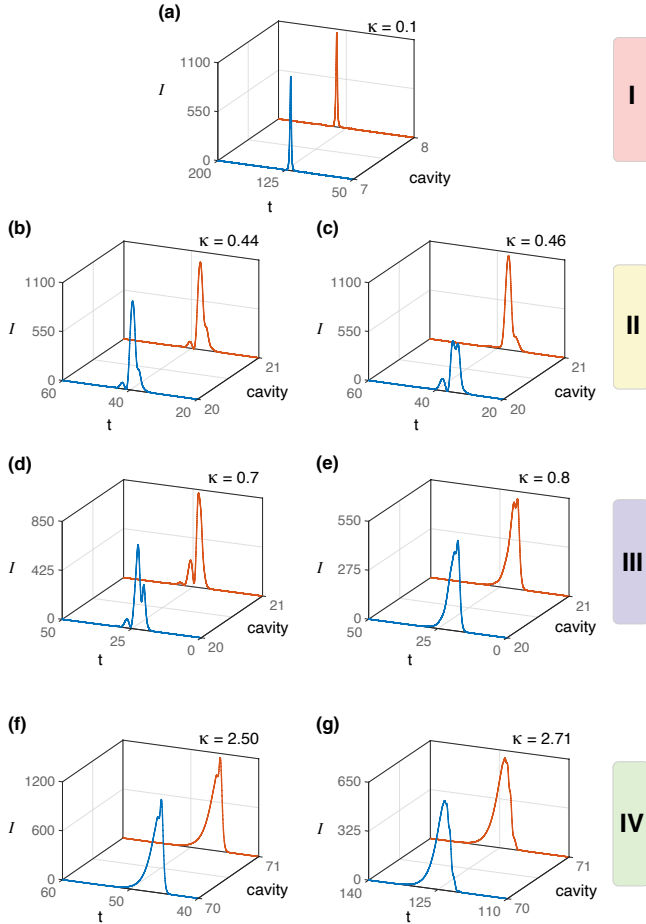 (a)
κ = 0.1
1100
I
550
0
200
125
50
t
7
8
cavity
I
(b)
κ = 0.44
1100
I
550
0
60
40
20
t
20
21
cavity
(c)
κ = 0.46
1100
I
550
0
60
40
20
t
20
21
cavity
II
(d)
κ = 0.7
850
I
425
0
50
25
0
t
20
21
cavity
(e)
κ = 0.8
550
I
275
0
50
25
0
t
20
21
cavity
III
(f)
κ = 2.50
1200
I
600
0
60
50
40
t
70
71
cavity
(g)
κ = 2.71
650
I
325
0
140
125
110
t
70
71
cavity
IV